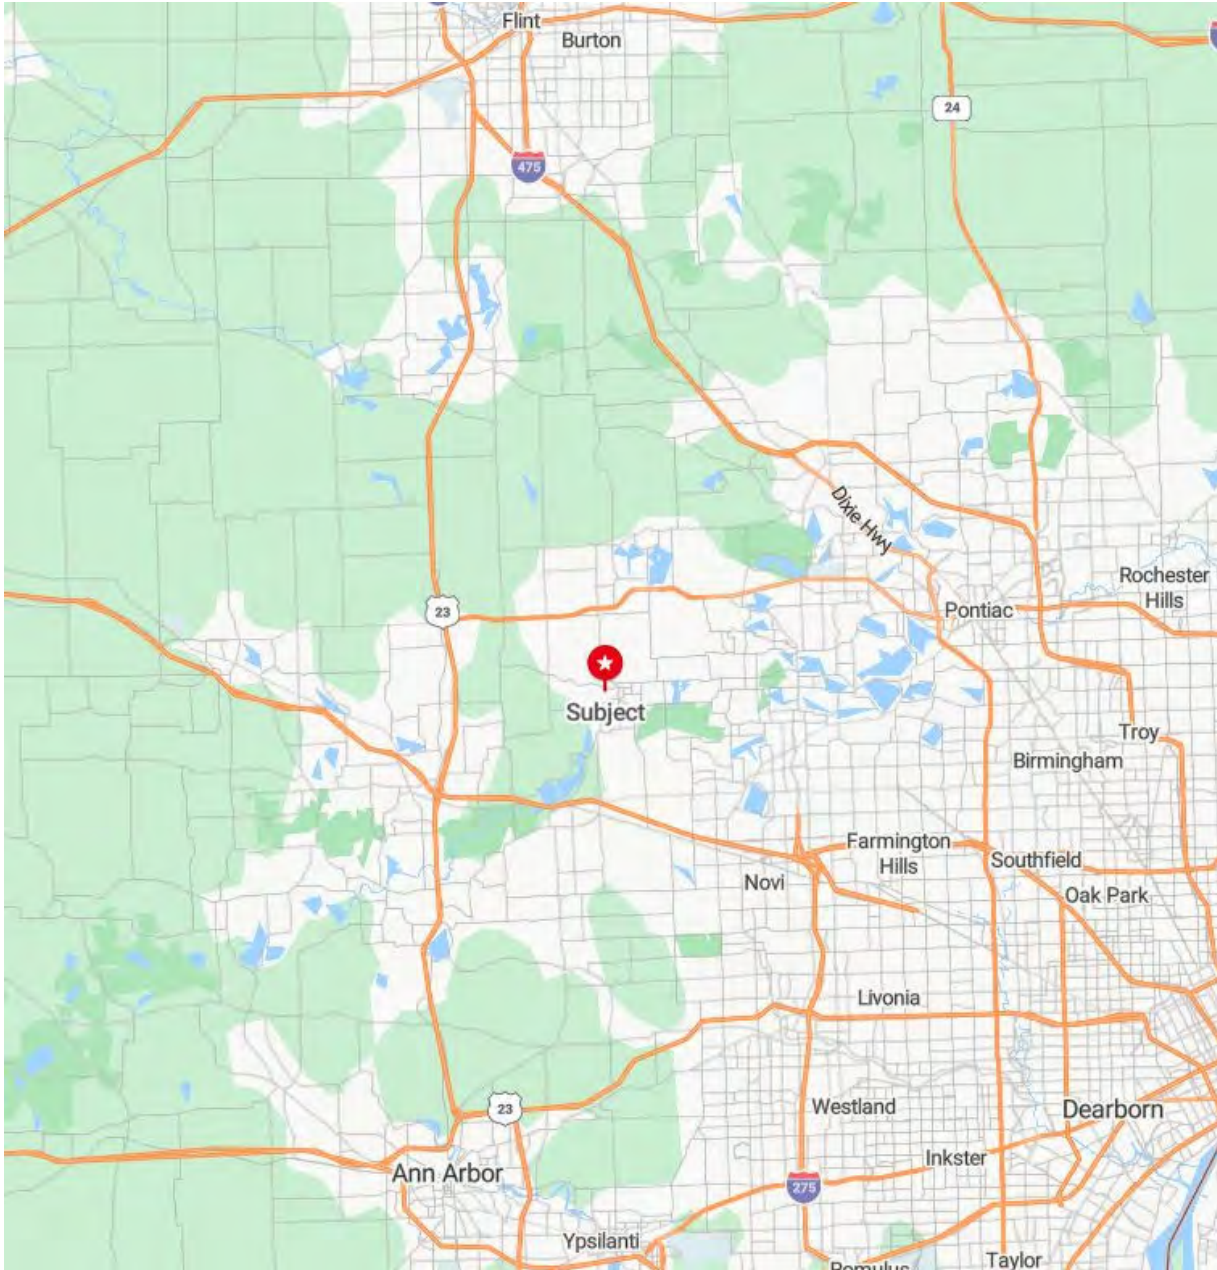 Flint
Burton
24
475
Dixie Hwy
Rochester
Hills
23
Pontiac
Subject
Troy
Birmingham
Farmington
Hills
Southfield
Novi
Oak Park
Livonia
23
Westland
Dearborn
Inkster
Ann Arbor
275
Ypsilanti
Taylor
Romulus